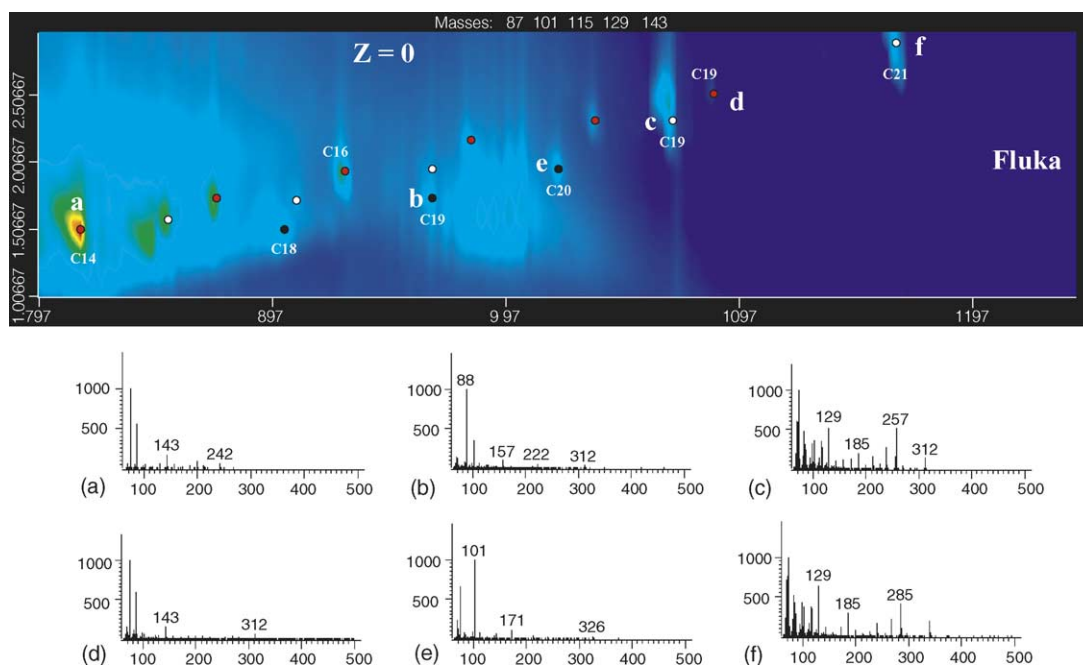 Masses: 87 101 115 129 143
Z = 0
f
C21
C19
d
c
C19
2.50667
C16
e
C20
Fluka
2.00667
b
C19
a
C14
C18
1.50667
1.00667
1.797
897
9 97
1097
1197
1000
500
143
242
100 200 300 400 500
(a)
1000
500
88
157
222
312
100 200 300 400 500
(b)
1000
500
129
185
257
312
100 200 300 400 500
(c)
1000
500
143
312
100 200 300 400 500
(d)
1000
500
101
171
326
100 200 300 400 500
(e)
1000
500
129
185
285
100 200 300 400 500
(f)